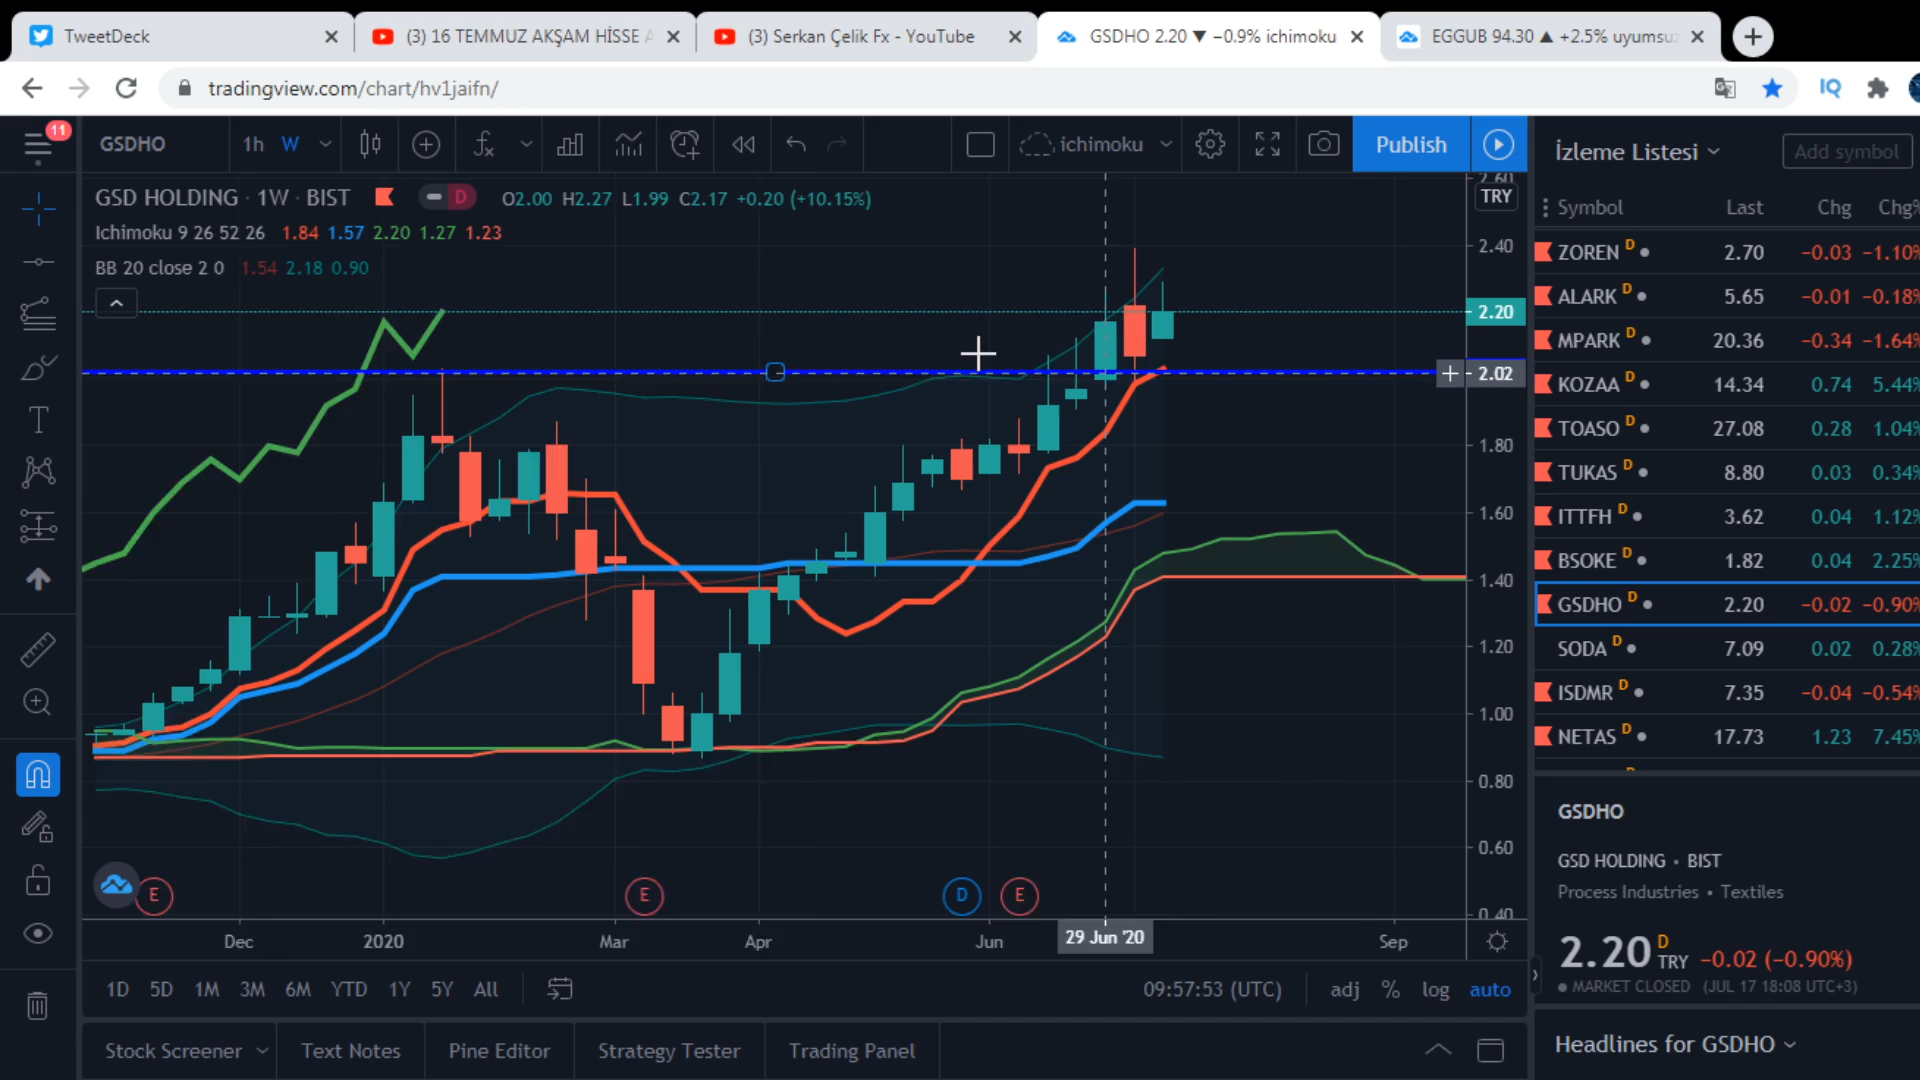 TweetDeck
(3) 16 TEMMUZ AKŞAM HİSSE A
(3) Serkan Çelik Fx - YouTube
GSDHO 2.20 ▼ −0.9% ichimoku
EGGUB 94.30 ▲ +2.5% uyumsu
tradingview.com/chart/hv1jaifn/
IQ
11
GSDHO
1h W
ichimoku
Publish
İzleme Listesi
Add symbol
GSD HOLDING · 1W · BIST
D
O2.00 H2.27 L1.99 C2.17 +0.20 (+10.15%)
Ichimoku 9 26 52 26 1.84 1.57 2.20 1.27 1.23
BB 20 close 2 0 1.54 2.18 0.90
2.60
TRY
2.40
2.20
2.02
1.80
1.60
1.40
1.20
1.00
0.80
0.60
0.40
E
E
D
E
Dec 2020 Mar Apr Jun 29 Jun '20 Sep
1D 5D 1M 3M 6M YTD 1Y 5Y All
09:57:53 (UTC)
adj % log auto
Stock Screener
Text Notes
Pine Editor
Strategy Tester
Trading Panel
Symbol Last Chg Chg%
ZOREN D 2.70 −0.03 −1.10%
ALARK D 5.65 −0.01 −0.18%
MPARK D 20.36 −0.34 −1.64%
KOZAA D 14.34 0.74 5.44%
TOASO D 27.08 0.28 1.04%
TUKAS D 8.80 0.03 0.34%
ITTFH D 3.62 0.04 1.12%
BSOKE D 1.82 0.04 2.25%
GSDHO D 2.20 −0.02 −0.90%
SODA D 7.09 0.02 0.28%
ISDMR D 7.35 −0.04 −0.54%
NETAS D 17.73 1.23 7.45%
GSDHO
GSD HOLDING • BIST
Process Industries • Textiles
2.20 D TRY −0.02 (−0.90%)
MARKET CLOSED (JUL 17 18:08 UTC+3)
Headlines for GSDHO